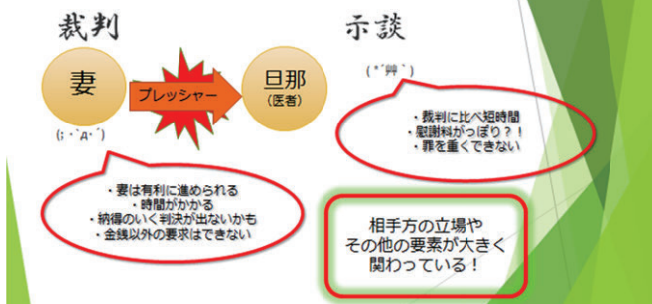 裁判
妻
プレッシャー
旦那
(医者)
(;・`д・´)
・妻は有利に進められる
・時間がかかる
・納得のいく判決が出ないかも
・金銭以外の要求はできない
示談
(*´艸`)
・裁判に比べ短時間
・慰謝料がっぽり?!
・罪を重くできない
相手方の立場や
その他の要素が大きく
関わっている!